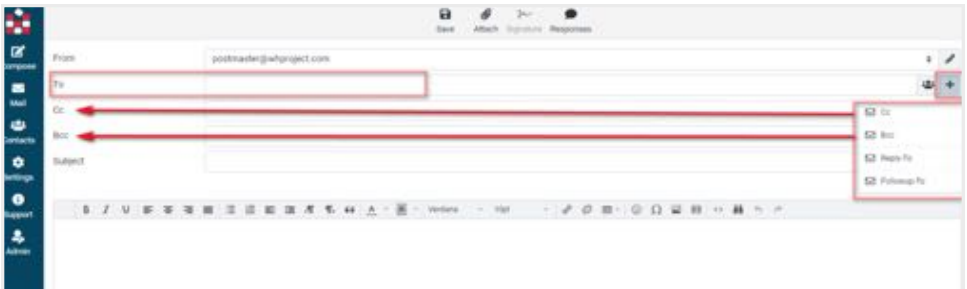 Save Attach Signature Responses
Compose
From postmaster@whproject.com
Mail
To
Cc Cc
Contacts
Bcc Bcc
Reply-To
Subject
Settings
Followup-To
Support
B I U Verdana
Admin